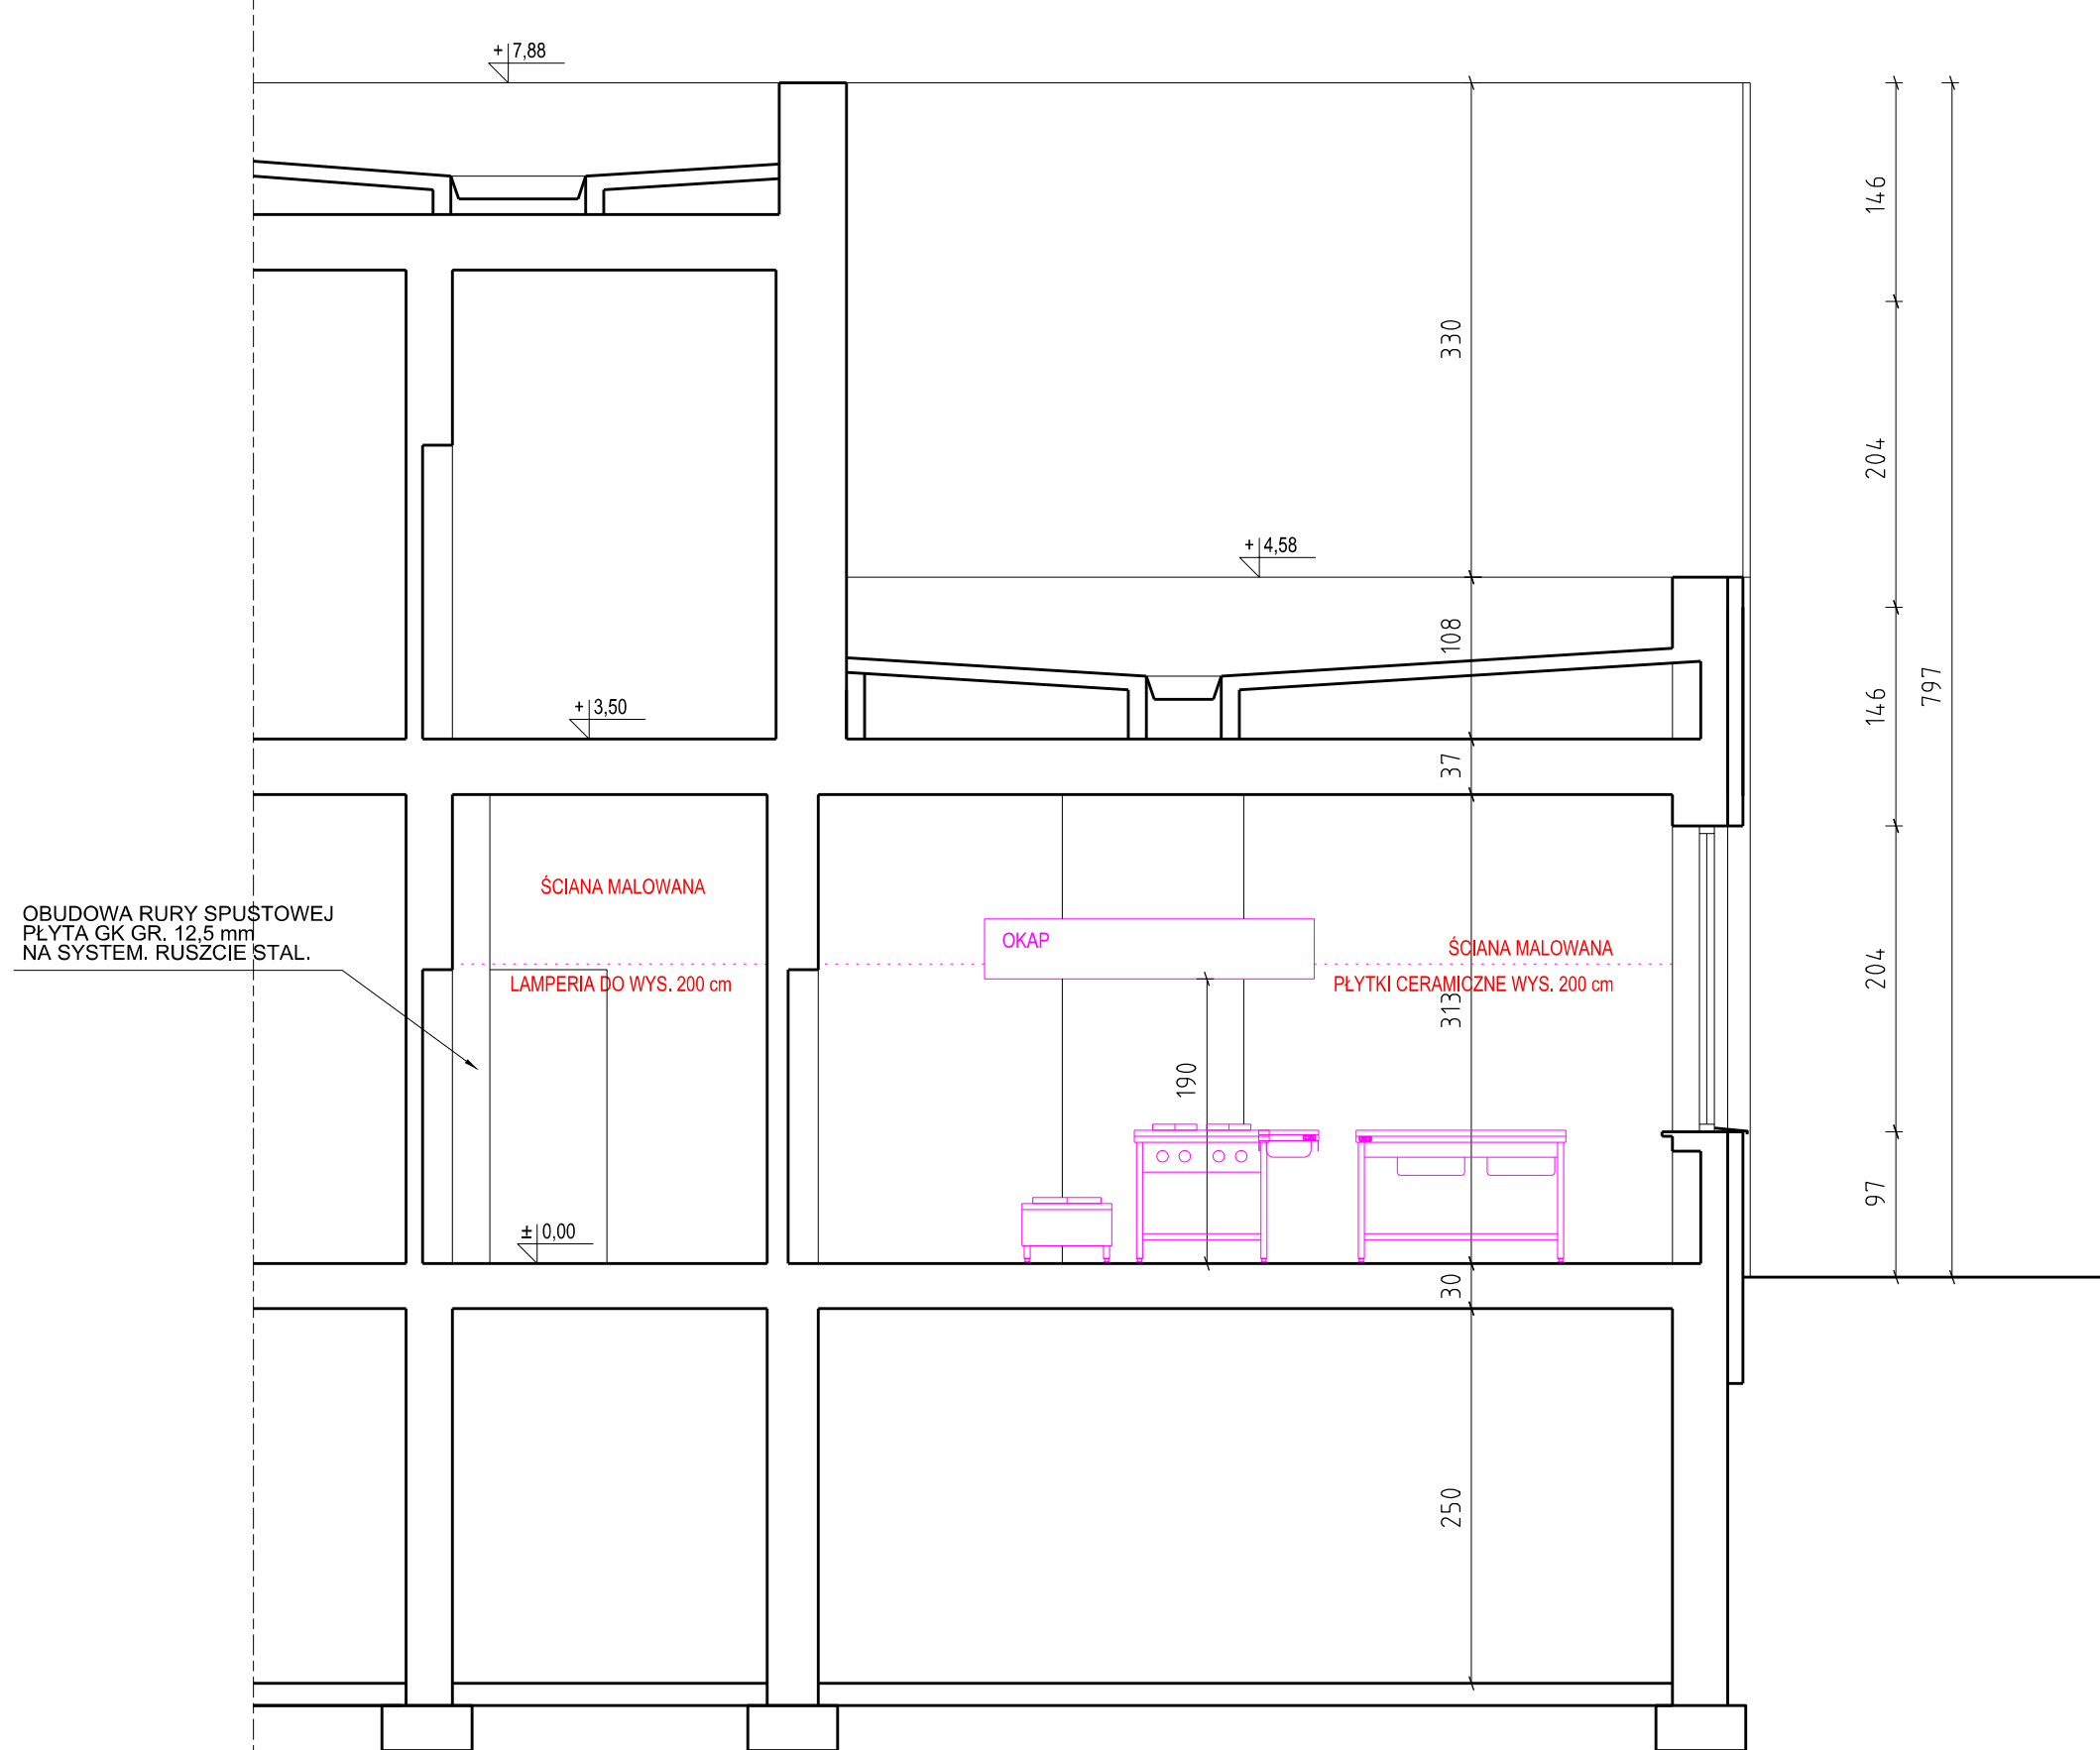 + 7,88
146
330
204
+ 4,58
108
797
146
+ 3,50
37
ŚCIANA MALOWANA
OBUDOWA RURY SPUSTOWEJ
PŁYTA GK GR. 12,5 mm
NA SYSTEM. RUSZCIE STAL.
OKAP
ŚCIANA MALOWANA
LAMPERIA DO WYS. 200 cm
PŁYTKI CERAMICZNE WYS. 200 cm
204
313
190
97
± 0,00
30
250